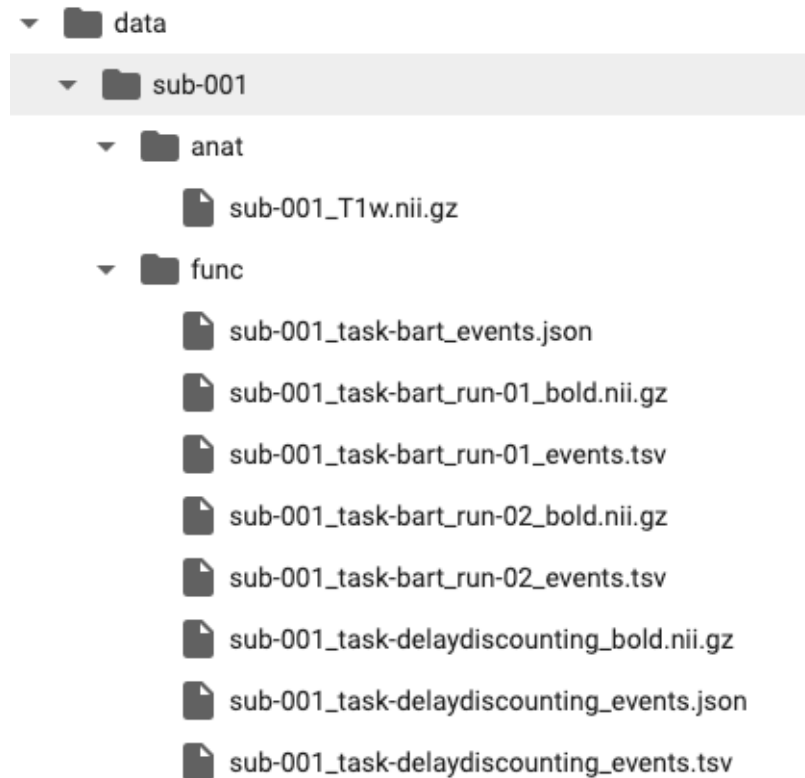 data
sub-001
anat
sub-001_T1w.nii.gz
func
sub-001_task-bart_events.json
sub-001_task-bart_run-01_bold.nii.gz
sub-001_task-bart_run-01_events.tsv
sub-001_task-bart_run-02_bold.nii.gz
sub-001_task-bart_run-02_events.tsv
sub-001_task-delaydiscounting_bold.nii.gz
sub-001_task-delaydiscounting_events.json
sub-001_task-delaydiscounting_events.tsv